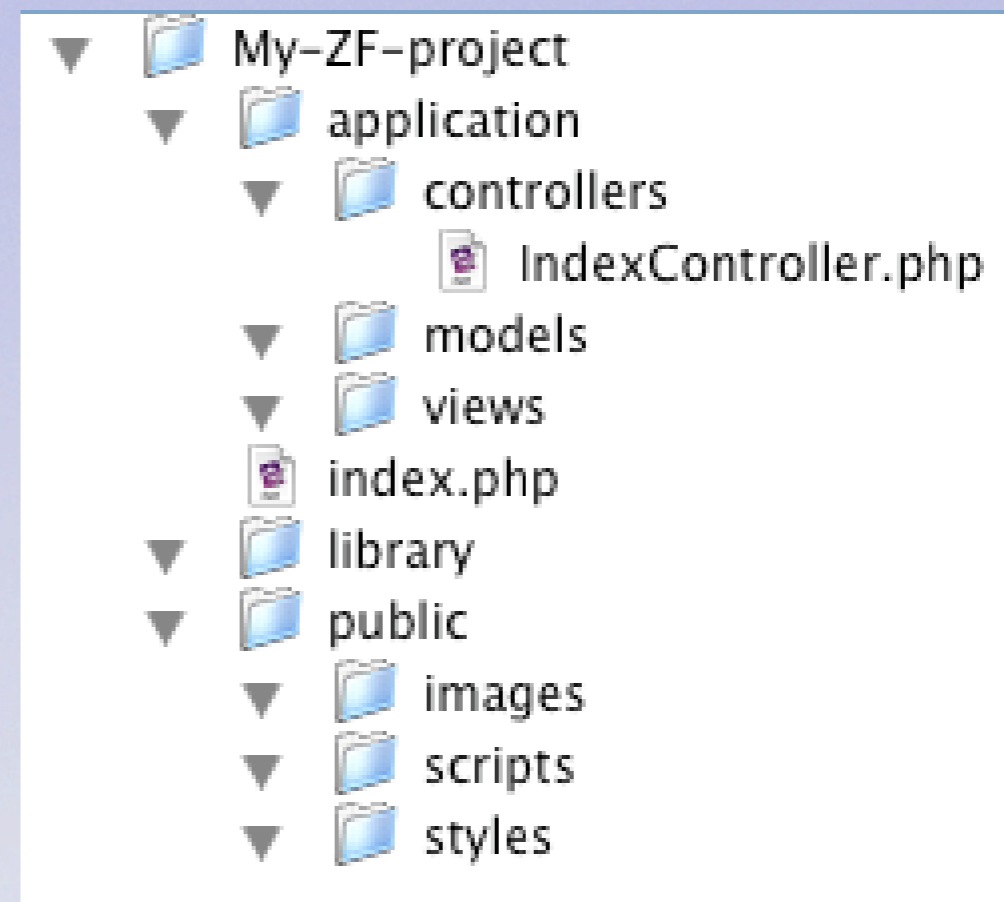 My-ZF-project
application
controllers
IndexController.php
models
views
index.php
library
public
images
scripts
styles